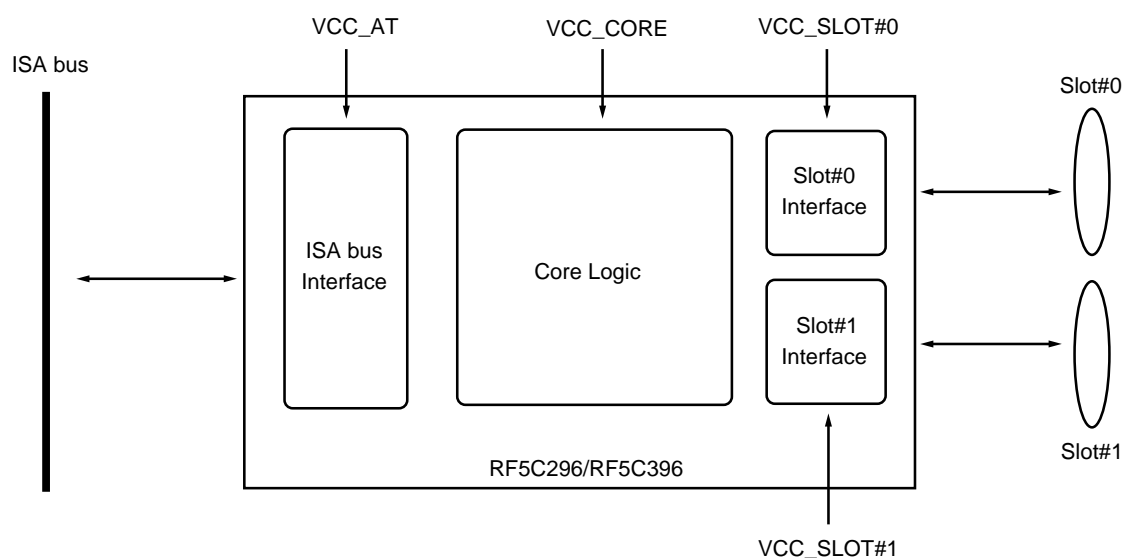 VCC_AT
VCC_CORE
VCC_SLOT#0
ISA bus
Slot#0
ISA bus
Interface
Core Logic
Slot#0
Interface
Slot#1
Interface
RF5C296/RF5C396
Slot#1
VCC_SLOT#1